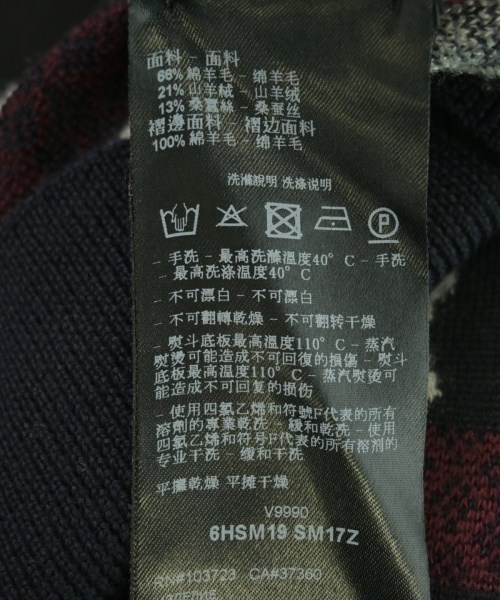 面料 - 面料
66% 綿羊毛 - 绵羊毛
21% 山羊絨 - 山羊绒
13% 桑蠶絲 - 桑蚕丝
褶邊面料 - 褶边面料
100% 綿羊毛 - 绵羊毛
洗滌說明 洗涤说明
P
- 手洗 - 最高洗滌溫度40° C - 手洗
- 最高洗涤温度40° C
- 不可漂白 - 不可漂白
- 不可翻轉乾燥 - 不可翻转干燥
- 熨斗底板最高溫度110° C - 蒸汽
熨燙可能造成不可回復的損傷 - 熨斗
底板最高温度110° C - 蒸汽熨烫可
能造成不可回复的损伤
- 使用四氯乙烯和符號F代表的所有
溶劑的專業乾洗 - 緩和乾洗 - 使用
四氯乙烯和符号F代表的所有溶剂的
专业干洗 - 缓和干洗
平攤乾燥 平摊干燥
V9990
6HSM19 SM17Z
RN#103723 CA#37360